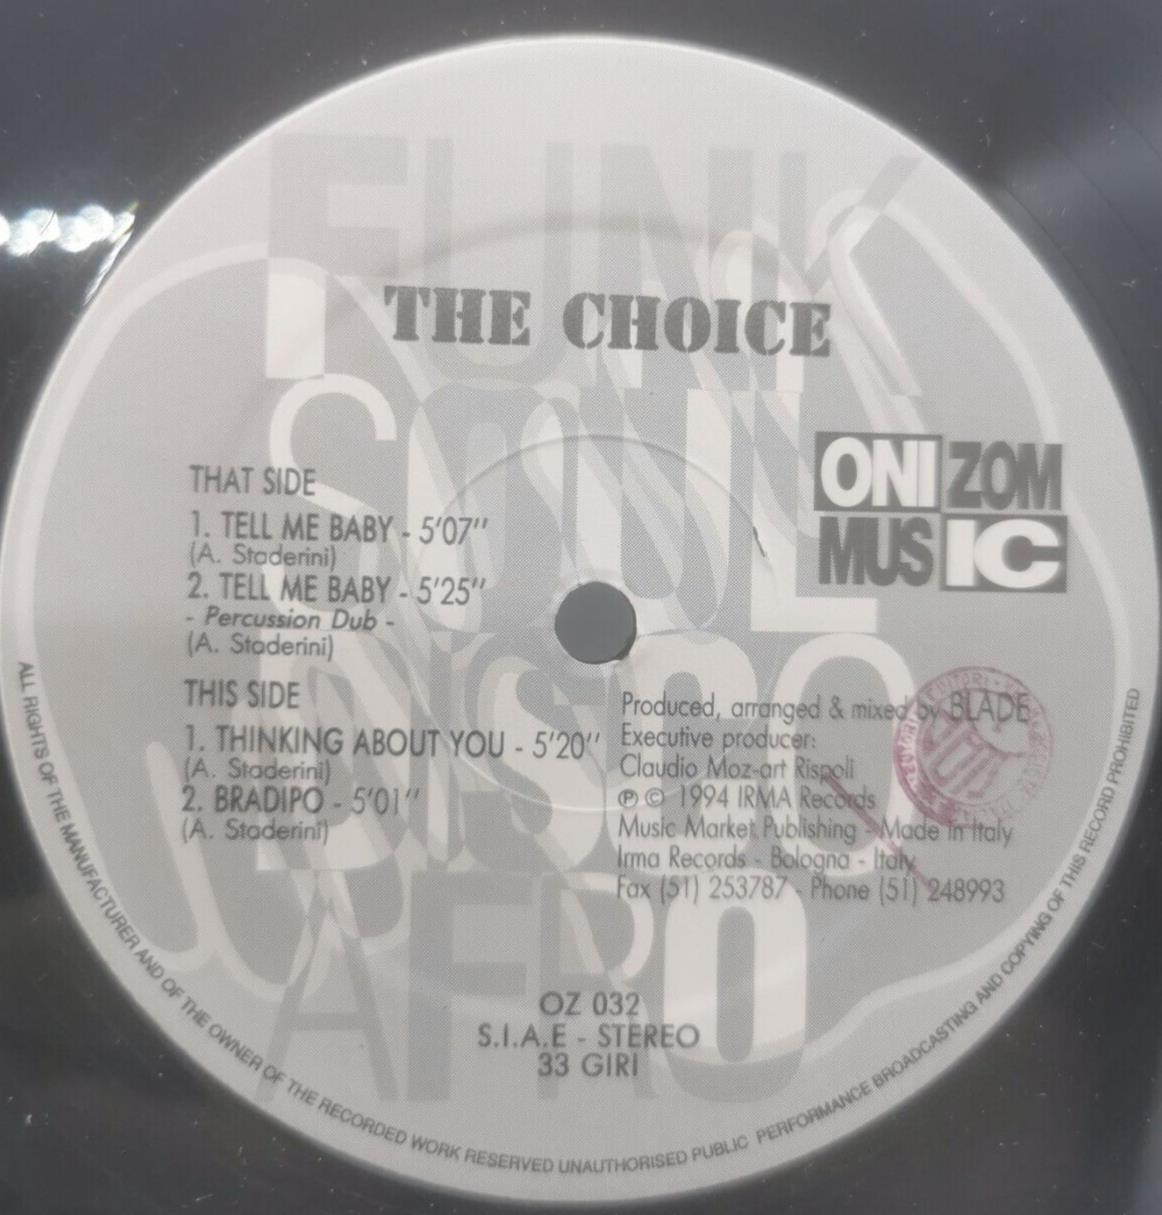 FUNK
SOUL
DISCO
AFRO
THE CHOICE
ONIZOM
MUSIC
THAT SIDE
1. TELL ME BABY - 5'07''
(A. Staderini)
2. TELL ME BABY - 5'25''
- Percussion Dub -
(A. Staderini)
THIS SIDE
1. THINKING ABOUT YOU - 5'20''
(A. Staderini)
2. BRADIPO - 5'01''
(A. Staderini)
Produced, arranged & mixed by BLADE
Executive producer:
Claudio Moz-art Rispoli
℗ © 1994 IRMA Records
Music Market Publishing - Made in Italy
Irma Records - Bologna - Italy
Fax (51) 253787 - Phone (51) 248993
OZ 032
S.I.A.E - STEREO
33 GIRI
ALL RIGHTS OF THE MANUFACTURER AND OF THE OWNER OF THE RECORDED WORK RESERVED UNAUTHORISED PUBLIC PERFORMANCE BROADCASTING AND COPYING OF THIS RECORD PROHIBITED